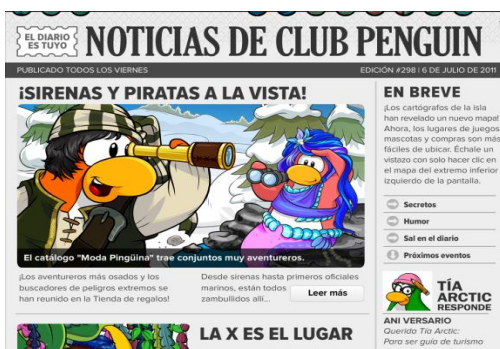 EL DIARIO
ES TUYO
NOTICIAS DE CLUB PENGUIN
PUBLICADO TODOS LOS VIERNES
EDICIÓN #298 | 6 DE JULIO DE 2011
¡SIRENAS Y PIRATAS A LA VISTA!
El catálogo "Moda Pingüina" trae conjuntos muy aventureros.
¡Los aventureros más osados y los
buscadores de peligros extremos se
han reunido en la Tienda de regalos!
Desde sirenas hasta primeros oficiales
marinos, están todos
zambullidos allí...
Leer más
LA X ES EL LUGAR
EN BREVE
¡Los cartógrafos de la isla
han revelado un nuevo mapa!
Ahora, los lugares de juegos
mascotas y compras son más
fáciles de ubicar. Échale un
vistazo con solo hacer clic en
el mapa del extremo inferior
izquierdo de la pantalla.
Secretos
Humor
Sal en el diario
Próximos eventos
TÍA
ARCTIC
RESPONDE
ANI VERSARIO
Querida Tía Arctic:
Para ser guía de turismo